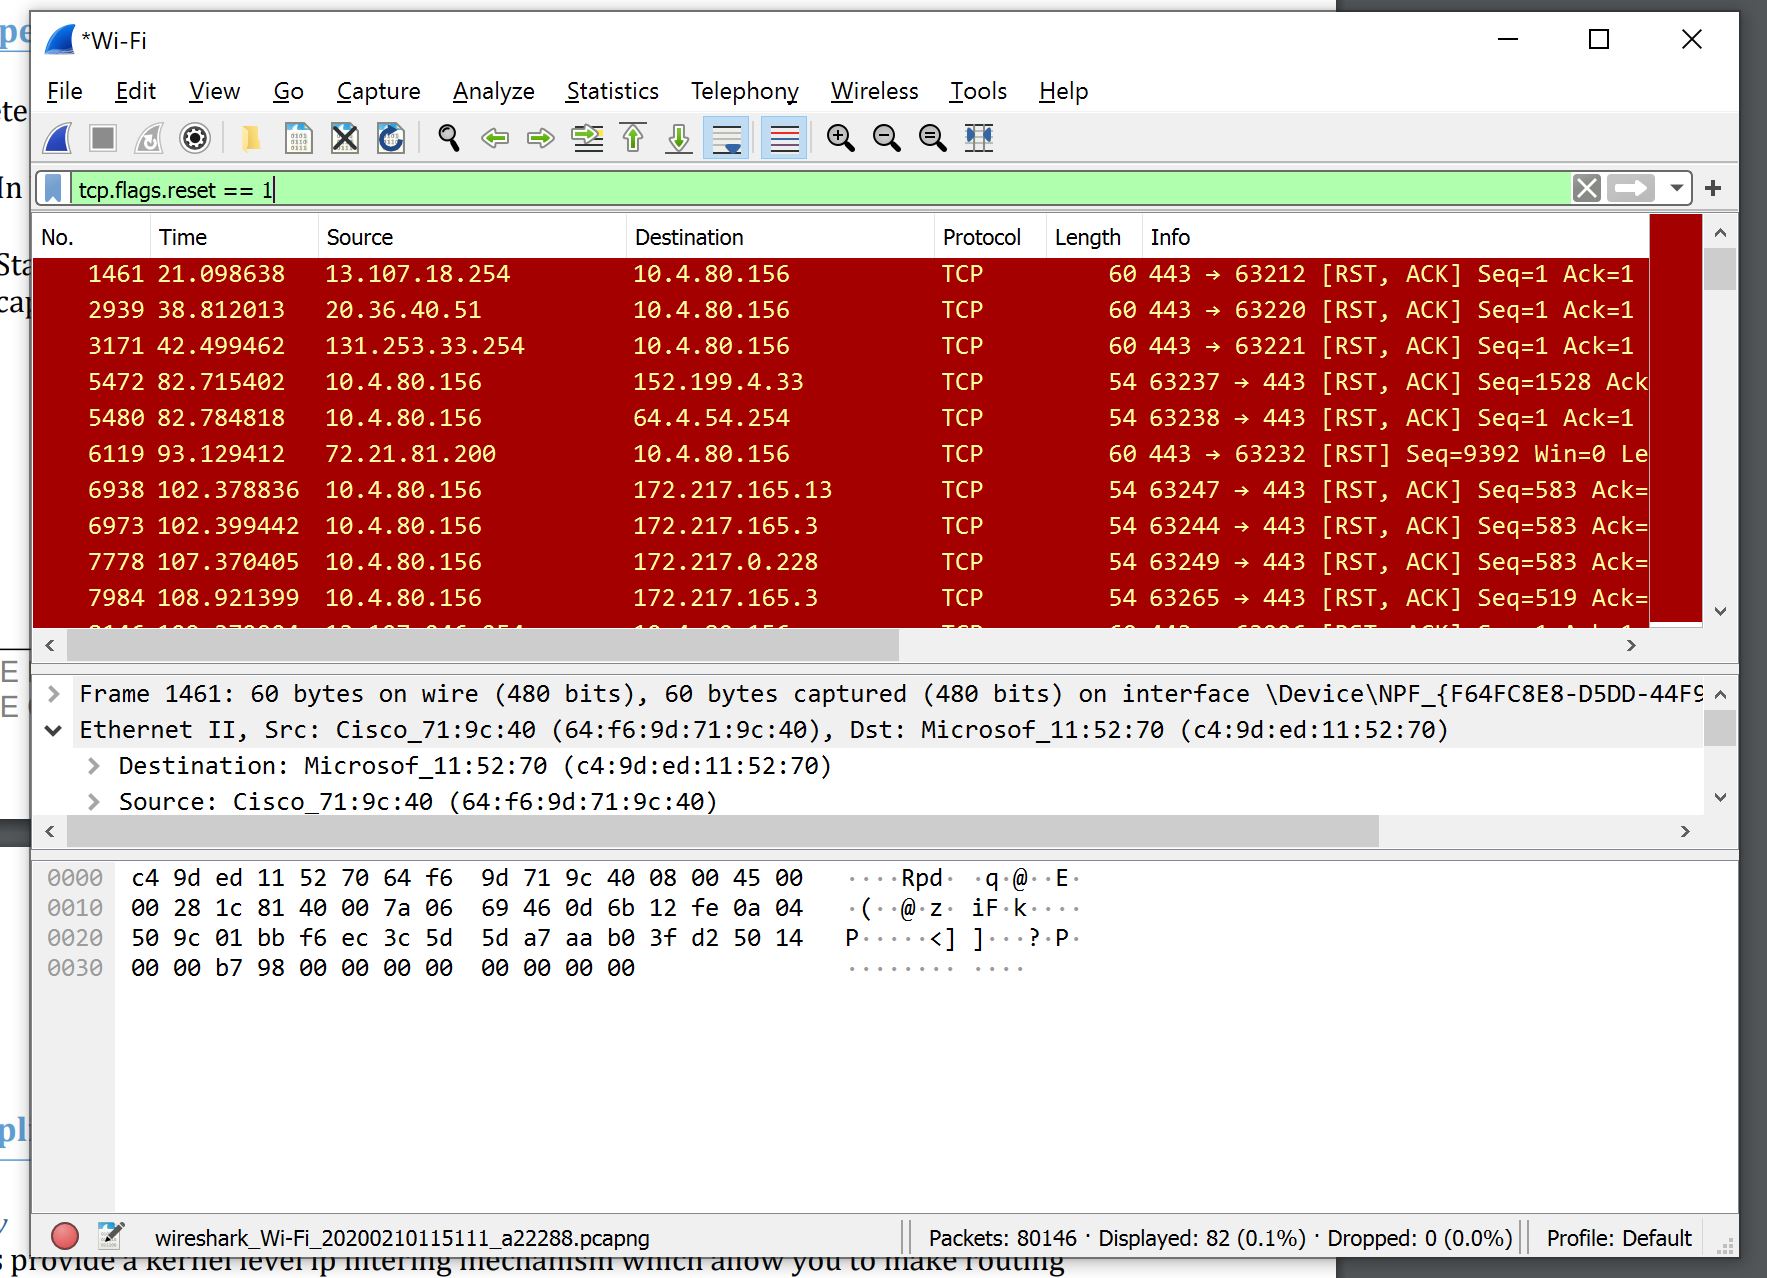 *Wi-Fi
File Edit View Go Capture Analyze Statistics Telephony Wireless Tools Help
tcp.flags.reset == 1
No. Time Source Destination Protocol Length Info
1461 21.098638 13.107.18.254 10.4.80.156 TCP 60 443 → 63212 [RST, ACK] Seq=1 Ack=1
2939 38.812013 20.36.40.51 10.4.80.156 TCP 60 443 → 63220 [RST, ACK] Seq=1 Ack=1
3171 42.499462 131.253.33.254 10.4.80.156 TCP 60 443 → 63221 [RST, ACK] Seq=1 Ack=1
5472 82.715402 10.4.80.156 152.199.4.33 TCP 54 63237 → 443 [RST, ACK] Seq=1528 Ack
5480 82.784818 10.4.80.156 64.4.54.254 TCP 54 63238 → 443 [RST, ACK] Seq=1 Ack=1
6119 93.129412 72.21.81.200 10.4.80.156 TCP 60 443 → 63232 [RST] Seq=9392 Win=0 Le
6938 102.378836 10.4.80.156 172.217.165.13 TCP 54 63247 → 443 [RST, ACK] Seq=583 Ack=
6973 102.399442 10.4.80.156 172.217.165.3 TCP 54 63244 → 443 [RST, ACK] Seq=583 Ack=
7778 107.370405 10.4.80.156 172.217.0.228 TCP 54 63249 → 443 [RST, ACK] Seq=583 Ack=
7984 108.921399 10.4.80.156 172.217.165.3 TCP 54 63265 → 443 [RST, ACK] Seq=519 Ack=
Frame 1461: 60 bytes on wire (480 bits), 60 bytes captured (480 bits) on interface \Device\NPF_{F64FC8E8-D5DD-44F9
Ethernet II, Src: Cisco_71:9c:40 (64:f6:9d:71:9c:40), Dst: Microsof_11:52:70 (c4:9d:ed:11:52:70)
Destination: Microsof_11:52:70 (c4:9d:ed:11:52:70)
Source: Cisco_71:9c:40 (64:f6:9d:71:9c:40)
0000 c4 9d ed 11 52 70 64 f6 9d 71 9c 40 08 00 45 00 ····Rpd· ·q·@··E·
0010 00 28 1c 81 40 00 7a 06 69 46 0d 6b 12 fe 0a 04 ·(··@·z· iF·k····
0020 50 9c 01 bb f6 ec 3c 5d 5d a7 aa b0 3f d2 50 14 P·····<] ]···?·P·
0030 00 00 b7 98 00 00 00 00 00 00 00 00 ········ ····
wireshark_Wi-Fi_20200210115111_a22288.pcapng Packets: 80146 · Displayed: 82 (0.1%) · Dropped: 0 (0.0%) Profile: Default
s provide a kernel level ip filtering mechanism which allow you to make routing